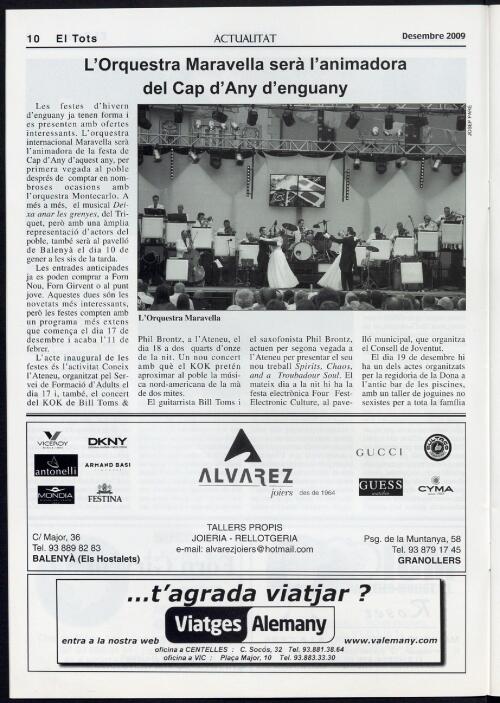 10 El Tots
ACTUALITAT
Desembre 2009
L'Orquestra Maravella serà l'animadora
del Cap d'Any d'enguany
Les festes d'hivern
d'enguany ja tenen forma i
es presenten amb ofertes
interessants. L'orquestra
internacional Maravella serà
l'animadora de la festa de
Cap d'Any d'aquest any, per
primera vegada al poble
després de comptar en nom-
broses ocasions amb
l'orquestra Montecarlo. A
més a més, el musical Dei-
xa anar les grenyes, del Tri-
quet, però amb una àmplia
representació d'actors del
poble, també serà al pavelló
de Balenyà el dia 10 de
gener a les sis de la tarda.
Les entrades anticipades
ja es poden comprar a Forn
Nou, Forn Girvent o al punt
jove. Aquestes dues són les
novetats més interessants,
però les festes compten amb
un programa més extens
que comença el dia 17 de
desembre i acaba l'11 de
febrer.
L'acte inaugural de les
festes és l'activitat Coneix
l'Ateneu, organitzat pel Ser-
vei de Formació d'Adults el
dia 17 i, també, el concert
del KOK de Bill Toms &
JOSEP PARÉ
L'Orquestra Maravella
Phil Brontz, a l'Ateneu, el
dia 18 a dos quarts d'onze
de la nit. Un nou concert
amb què el KOK pretén
aproximar al poble la músi-
ca nord-americana de la mà
de dos mites.
El guitarrista Bill Toms i
el saxofonista Phil Brontz,
actuen per segona vegada a
l'Ateneu per presentar el seu
nou treball Spirits, Chaos,
and a Troubadour Soul. El
mateix dia a la nit hi ha la
festa electrònica Four Fest-
Electronic Culture, al pave-
lló municipal, que organitza
el Consell de Joventut.
El dia 19 de desembre hi
ha un dels actes organitzats
per la regidoria de la Dona a
l'antic bar de les piscines,
amb un taller de joguines no
sexistes per a tota la família
VICEROY
DKNY
antonelli
ARMAND BASI
MONDIA
FESTINA
ALVAREZ
joiers des de 1964
GUCCI
GUESS
watches
CYMA
TALLERS PROPIS
JOIERIA - RELLOTGERIA
e-mail: alvarezjoiers@hotmail.com
C/ Major, 36
Tel. 93 889 82 83
BALENYÀ (Els Hostalets)
Psg. de la Muntanya, 58
Tel. 93 879 17 45
GRANOLLERS
...t'agrada viatjar ?
Viatges Alemany
entra a la nostra web
www.valemany.com
oficina a CENTELLES : C. Socós, 32 Tel. 93.881.38.64
oficina a VIC : Plaça Major, 10 Tel. 93.883.33.30